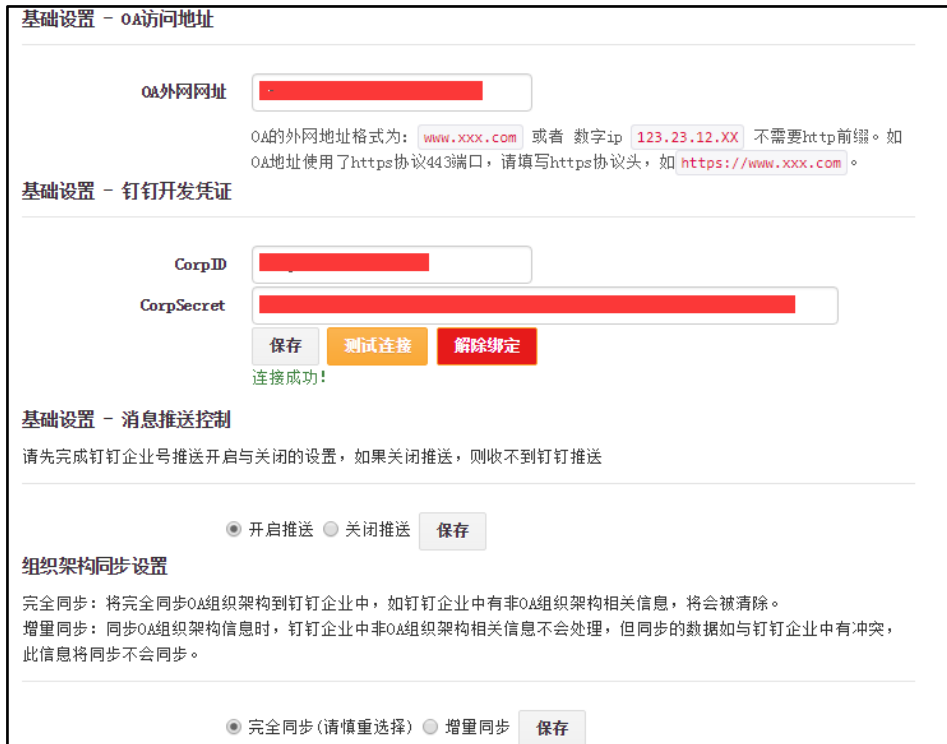 基础设置 - OA访问地址
OA外网网址
OA的外网地址格式为: www.xxx.com 或者 数字ip 123.23.12.XX 不需要http前缀。如
OA地址使用了https协议443端口，请填写https协议头，如 https://www.xxx.com 。
基础设置 - 钉钉开发凭证
CorpID
CorpSecret
保存 测试连接 解除绑定
连接成功!
基础设置 - 消息推送控制
请先完成钉钉企业号推送开启与关闭的设置，如果关闭推送，则收不到钉钉推送
开启推送 关闭推送 保存
组织架构同步设置
完全同步: 将完全同步OA组织架构到钉钉企业中，如钉钉企业中有非OA组织架构相关信息，将会被清除。
增量同步: 同步OA组织架构信息时，钉钉企业中非OA组织架构相关信息不会处理，但同步的数据如与钉钉企业中有冲突，
此信息将同步不会同步。
完全同步(请慎重选择) 增量同步 保存